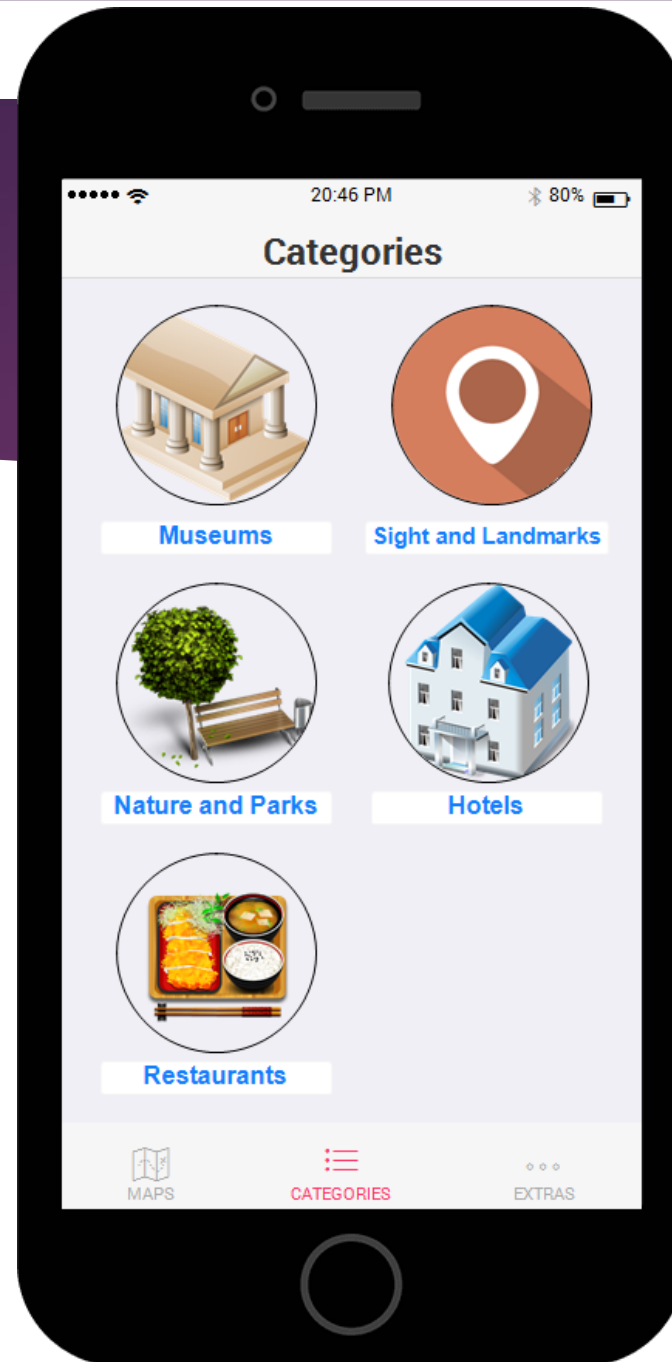 20:46 PM 80%
Categories
Museums
Sight and Landmarks
Nature and Parks
Hotels
Restaurants
MAPS
CATEGORIES
EXTRAS